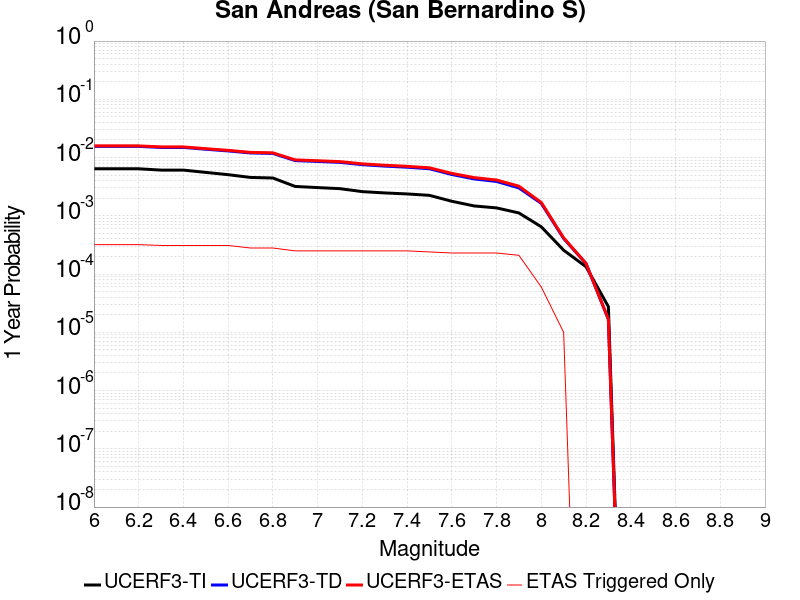 San Andreas (San Bernardino S)
10^0
10^-1
10^-2
10^-3
10^-4
10^-5
10^-6
10^-7
10^-8
1 Year Probability
6 6.2 6.4 6.6 6.8 7 7.2 7.4 7.6 7.8 8 8.2 8.4 8.6 8.8 9
Magnitude
UCERF3-TI UCERF3-TD UCERF3-ETAS ETAS Triggered Only